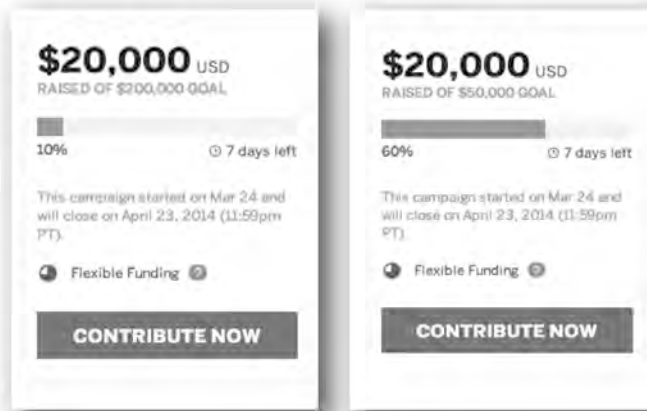 $20,000 USD
RAISED OF $200,000 GOAL
10%
7 days left
This campaign started on Mar 24 and
will close on April 23, 2014 (11:59pm
PT).
Flexible Funding ?
CONTRIBUTE NOW
$20,000 USD
RAISED OF $50,000 GOAL
60%
7 days left
This campaign started on Mar 24 and
will close on April 23, 2014 (11:59pm
PT)
Flexible Funding ?
CONTRIBUTE NOW